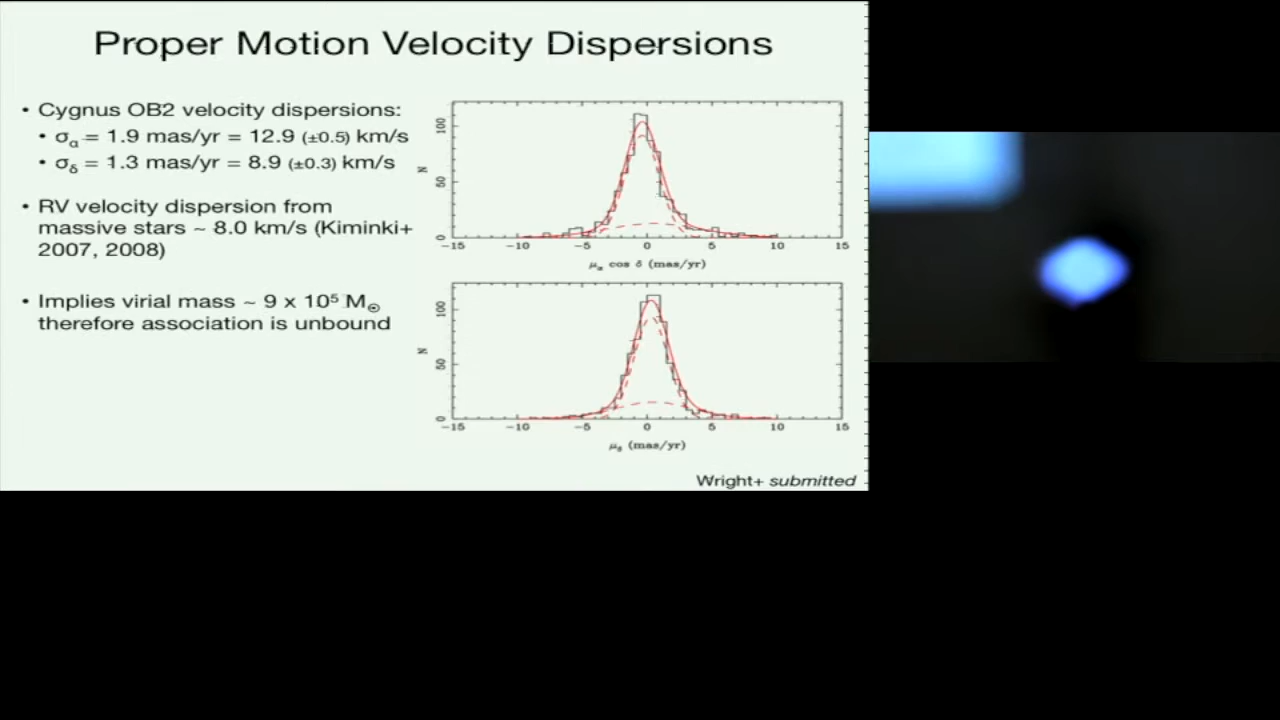 Proper Motion Velocity Dispersions
• Cygnus OB2 velocity dispersions:
• σα = 1.9 mas/yr = 12.9 (±0.5) km/s
• σδ = 1.3 mas/yr = 8.9 (±0.3) km/s
• RV velocity dispersion from
massive stars ~ 8.0 km/s (Kiminki+
2007, 2008)
• Implies virial mass ~ 9 x 10⁵ M☉
therefore association is unbound
100
50
0
N
−15 −10 −5 0 5 10 15
μα cos δ (mas/yr)
100
50
0
N
−15 −10 −5 0 5 10 15
μδ (mas/yr)
Wright+ submitted